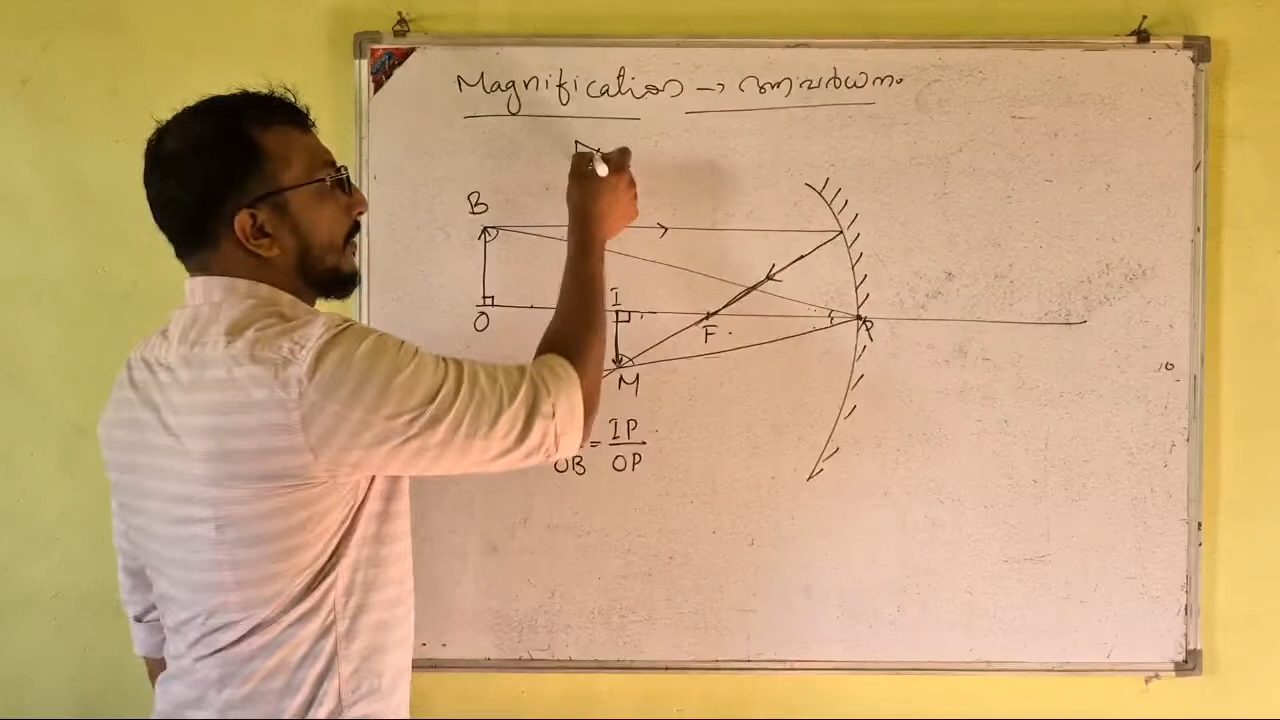 Magnification → ആവർധനം
B
O
I
F
M
P
= IP
OB OP